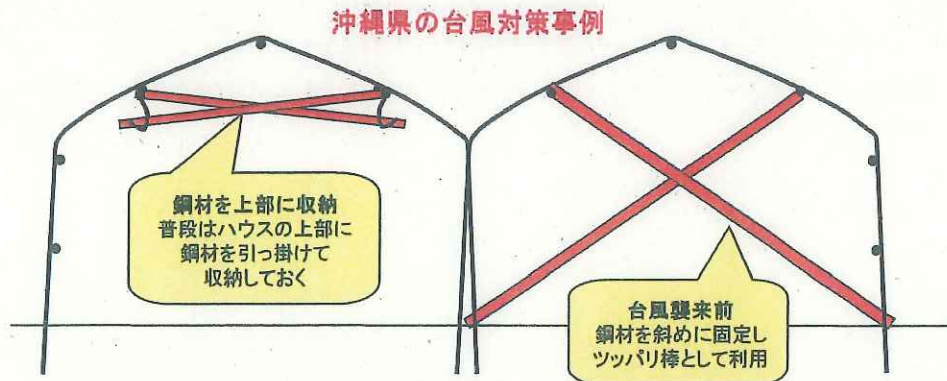 沖縄県の台風対策事例
鋼材を上部に収納
普段はハウスの上部に
鋼材を引っ掛けて
収納しておく
台風襲来前
鋼材を斜めに固定し
ツッパリ棒として利用